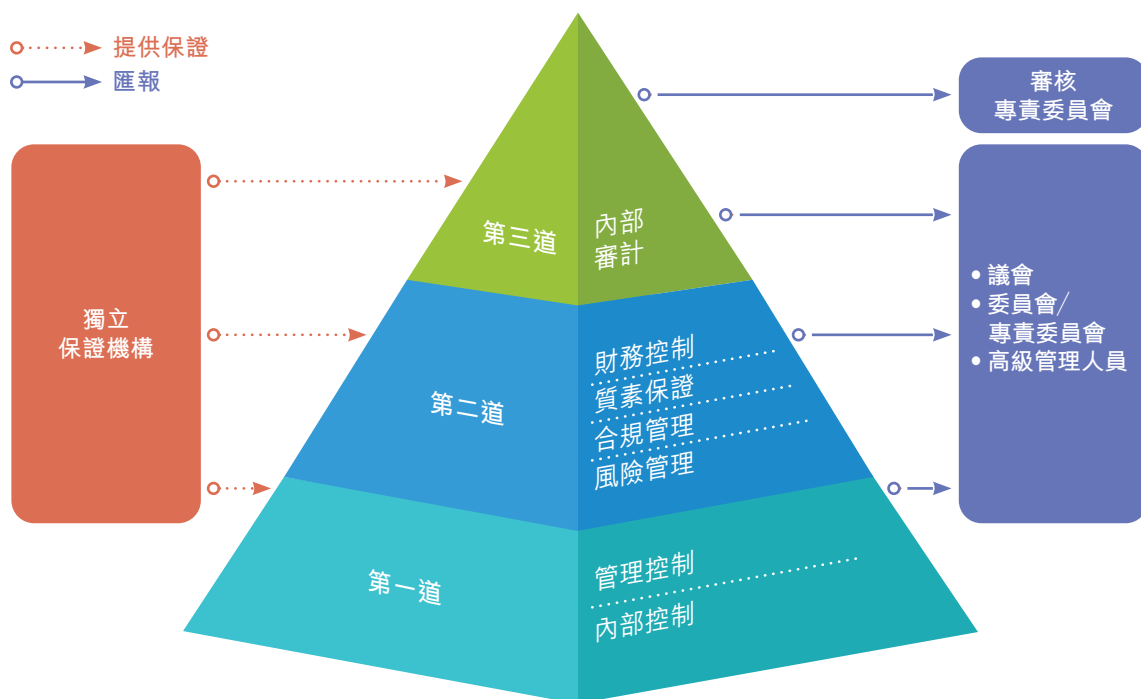 提供保證
匯報
審核
專責委員會
獨立
保證機構
第三道
內部
審計
• 議會
• 委員會/
專責委員會
• 高級管理人員
第二道
財務控制
質素保證
合規管理
風險管理
第一道
管理控制
內部控制